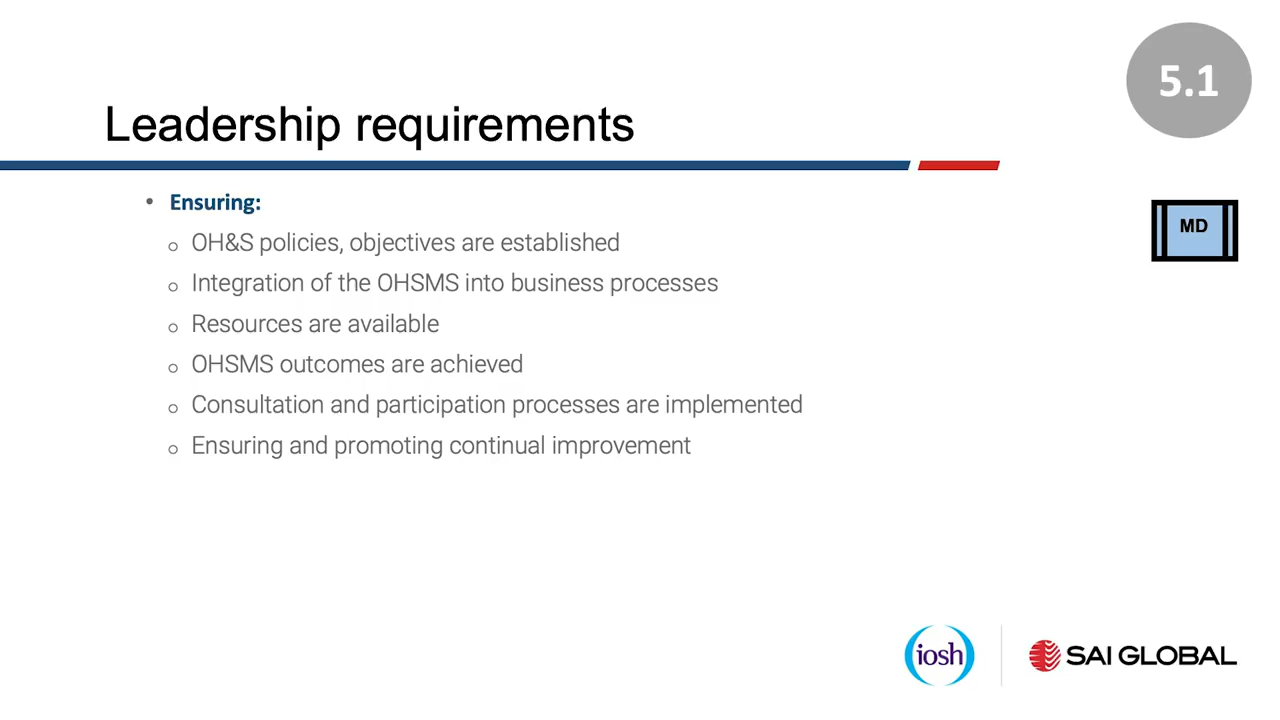 5.1
Leadership requirements
• Ensuring:
MD
o OH&S policies, objectives are established
o Integration of the OHSMS into business processes
o Resources are available
o OHSMS outcomes are achieved
o Consultation and participation processes are implemented
o Ensuring and promoting continual improvement
iosh
SAI GLOBAL